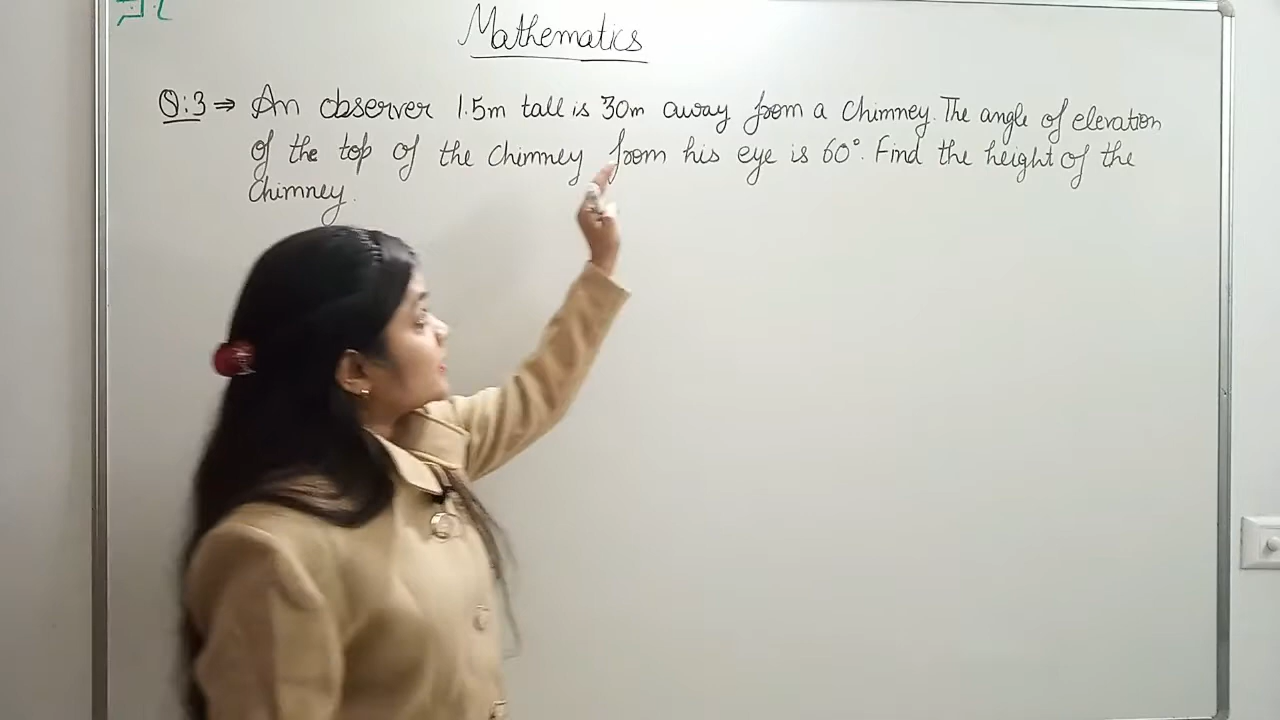 Mathematics
Q:3 ⇒ An observer 1.5m tall is 30m away from a Chimney. The angle of elevation
of the top of the Chimney from his eye is 60°. Find the height of the
Chimney.